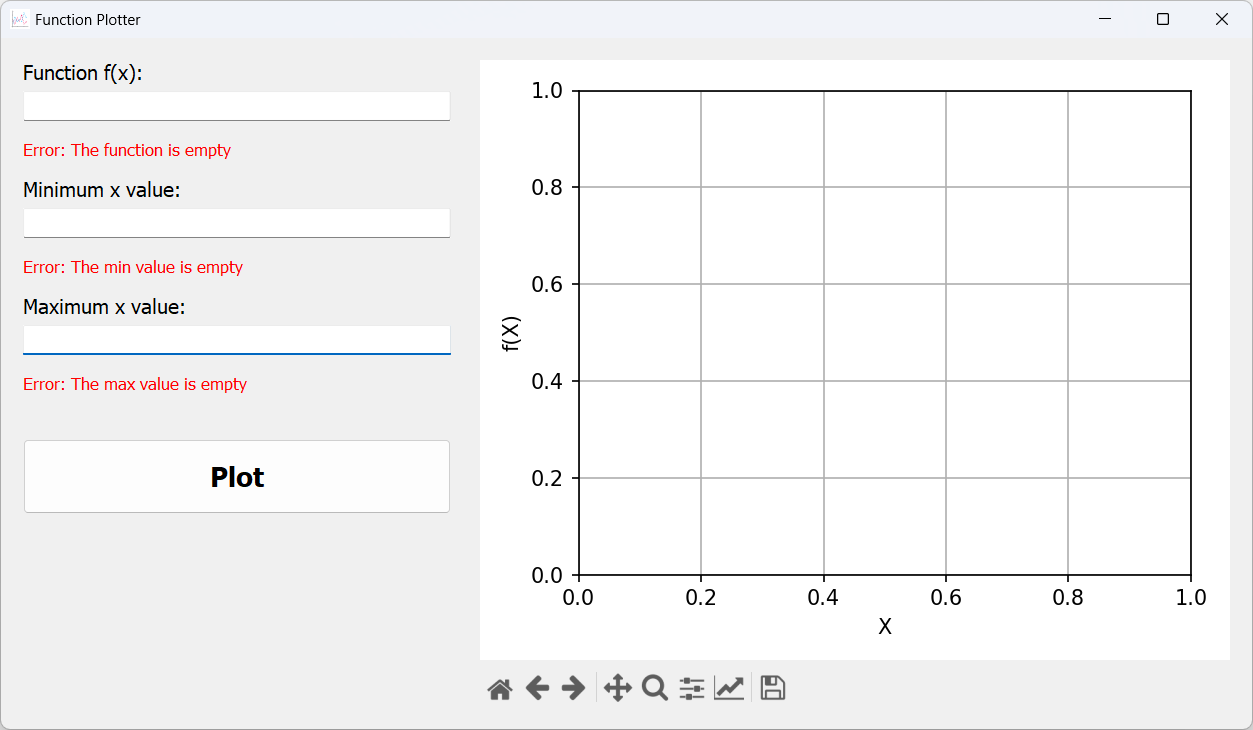 Function Plotter
Function f(x):
Error: The function is empty
Minimum x value:
Error: The min value is empty
Maximum x value:
Error: The max value is empty
Plot
1.0
0.8
0.6
0.4
0.2
0.0
f(X)
0.0 0.2 0.4 0.6 0.8 1.0
X